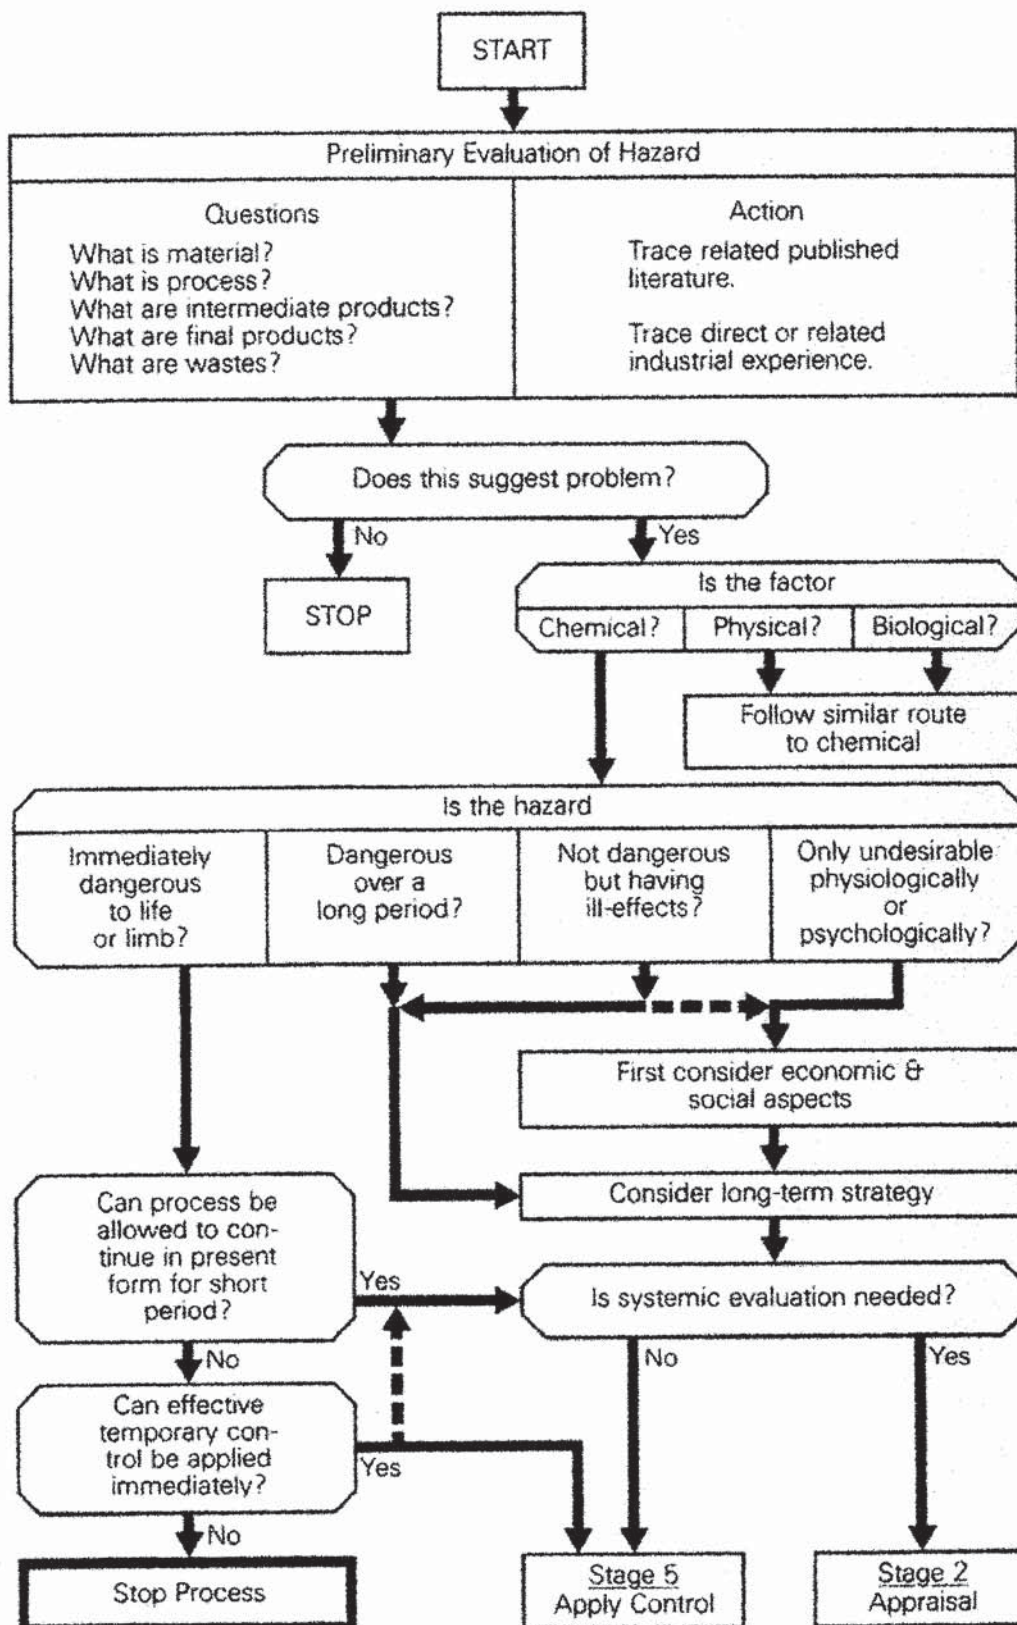 START
Preliminary Evaluation of Hazard
Questions
What is material?
What is process?
What are intermediate products?
What are final products?
What are wastes?
Action
Trace related published
literature.
Trace direct or related
industrial experience.
Does this suggest problem?
No
Yes
STOP
Is the factor
Chemical?
Physical?
Biological?
Follow similar route
to chemical
Is the hazard
Immediately
dangerous
to life
or limb?
Dangerous
over a
long period?
Not dangerous
but having
ill-effects?
Only undesirable
physiologically
or
psychologically?
First consider economic &
social aspects
Consider long-term strategy
Can process be
allowed to con-
tinue in present
form for short
period?
Yes
Is systemic evaluation needed?
No
No
Yes
Can effective
temporary con-
trol be applied
immediately?
Yes
No
Stop Process
Stage 5
Apply Control
Stage 2
Appraisal